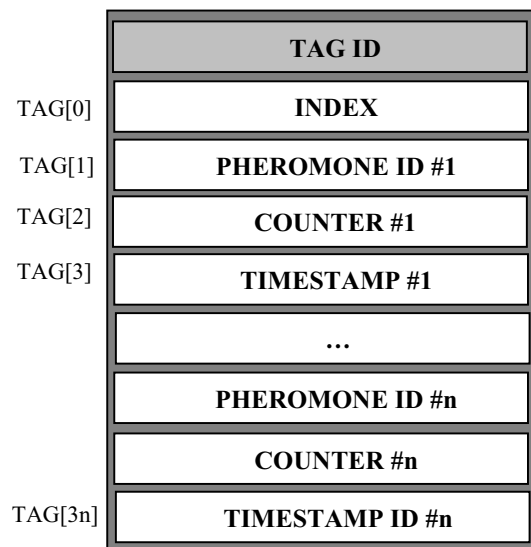 TAG ID
TAG[0] INDEX
TAG[1] PHEROMONE ID #1
TAG[2] COUNTER #1
TAG[3] TIMESTAMP #1
…
PHEROMONE ID #n
COUNTER #n
TAG[3n] TIMESTAMP ID #n